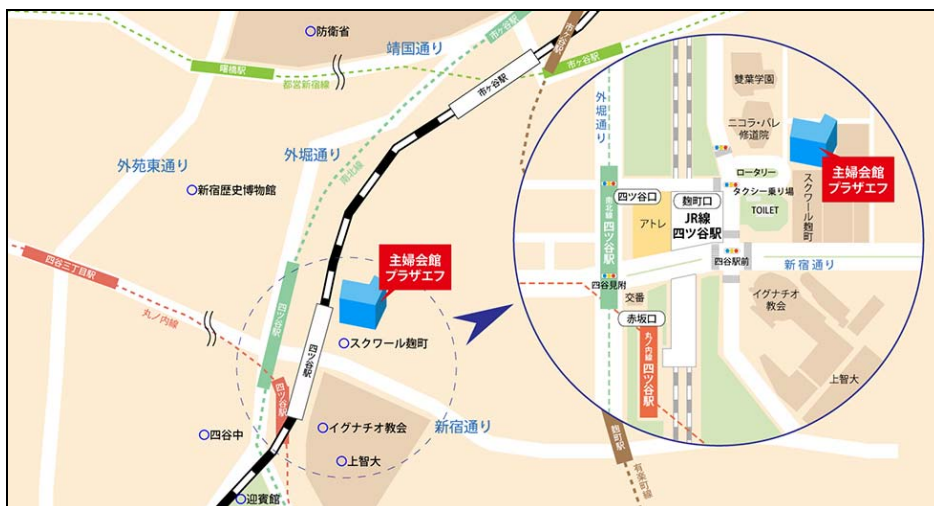 防衛省
靖国通り
市ヶ谷駅
市ヶ谷駅
市ヶ谷駅
市ヶ谷駅
曙橋駅
都営新宿線
外苑東通り
外堀通り
南北線
新宿歴史博物館
四谷三丁目駅
丸ノ内線
主婦会館
プラザエフ
四ツ谷駅
四ツ谷駅
四ツ谷駅
スクワール麹町
四谷中
イグナチオ教会
新宿通り
上智大
迎賓館
麹町駅
有楽町線
外堀通り
雙葉学園
ニコラ・バレ
修道院
主婦会館
プラザエフ
ロータリー
タクシー乗り場
TOILET
スクワール麹町
四ツ谷口
麹町口
アトレ
JR線
四ツ谷駅
南北線 四ツ谷駅
四谷駅前
新宿通り
四谷見附
交番
赤坂口
丸ノ内線 四ツ谷駅
イグナチオ
教会
上智大